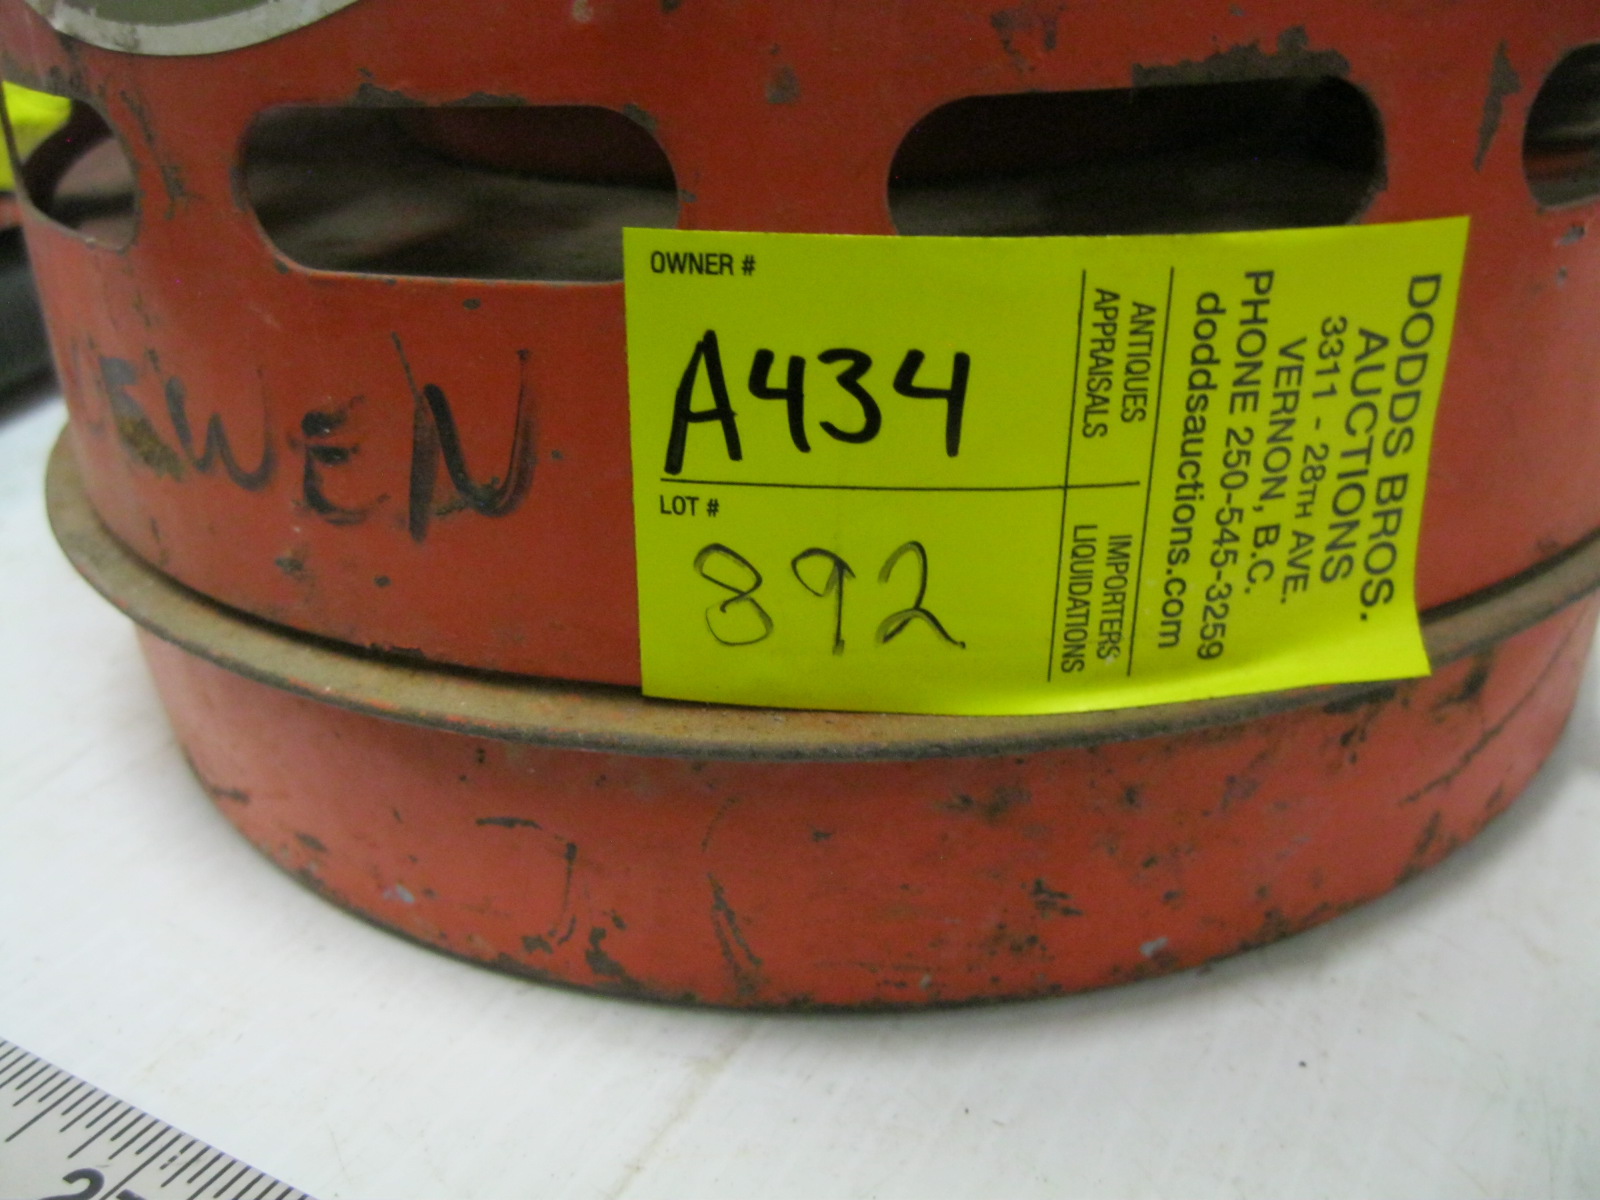 OWNER #
A434
LOT #
892
ANTIQUES
APPRAISALS
IMPORTERS
LIQUIDATIONS
DODDS BROS.
AUCTIONS
3311 - 28TH AVE.
VERNON, B.C.
PHONE 250-545-3259
doddsauctions.com